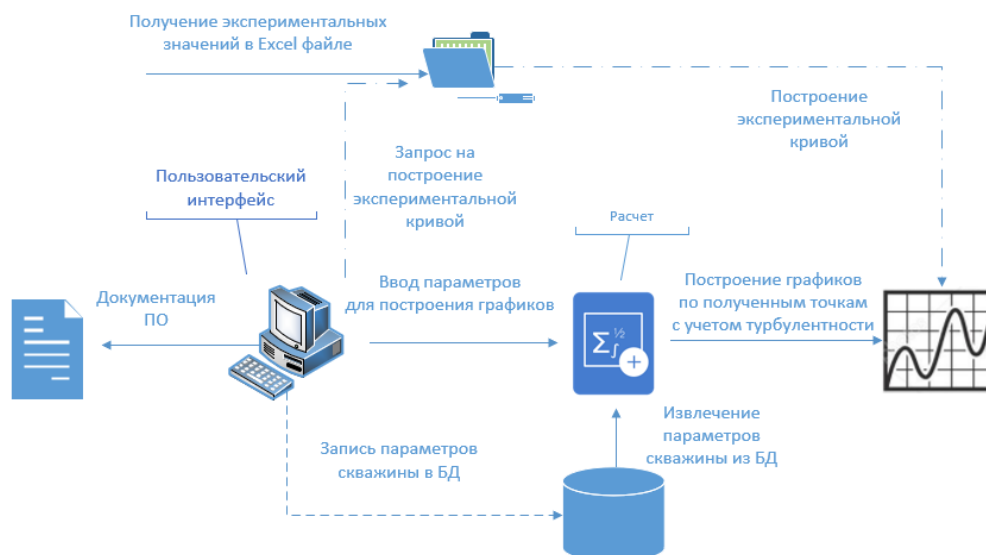 Получение экспериментальных
значений в Excel файле
Построение
экспериментальной
кривой
Запрос на
построение
экспериментальной
кривой
Пользовательский
интерфейс
Расчет
Документация
ПО
Ввод параметров
для построения графиков
Построение графиков
по полученным точкам
с учетом турбулентности
Σ ½ ∫ +
Запись параметров
скважины в БД
Извлечение
параметров
скважины из БД